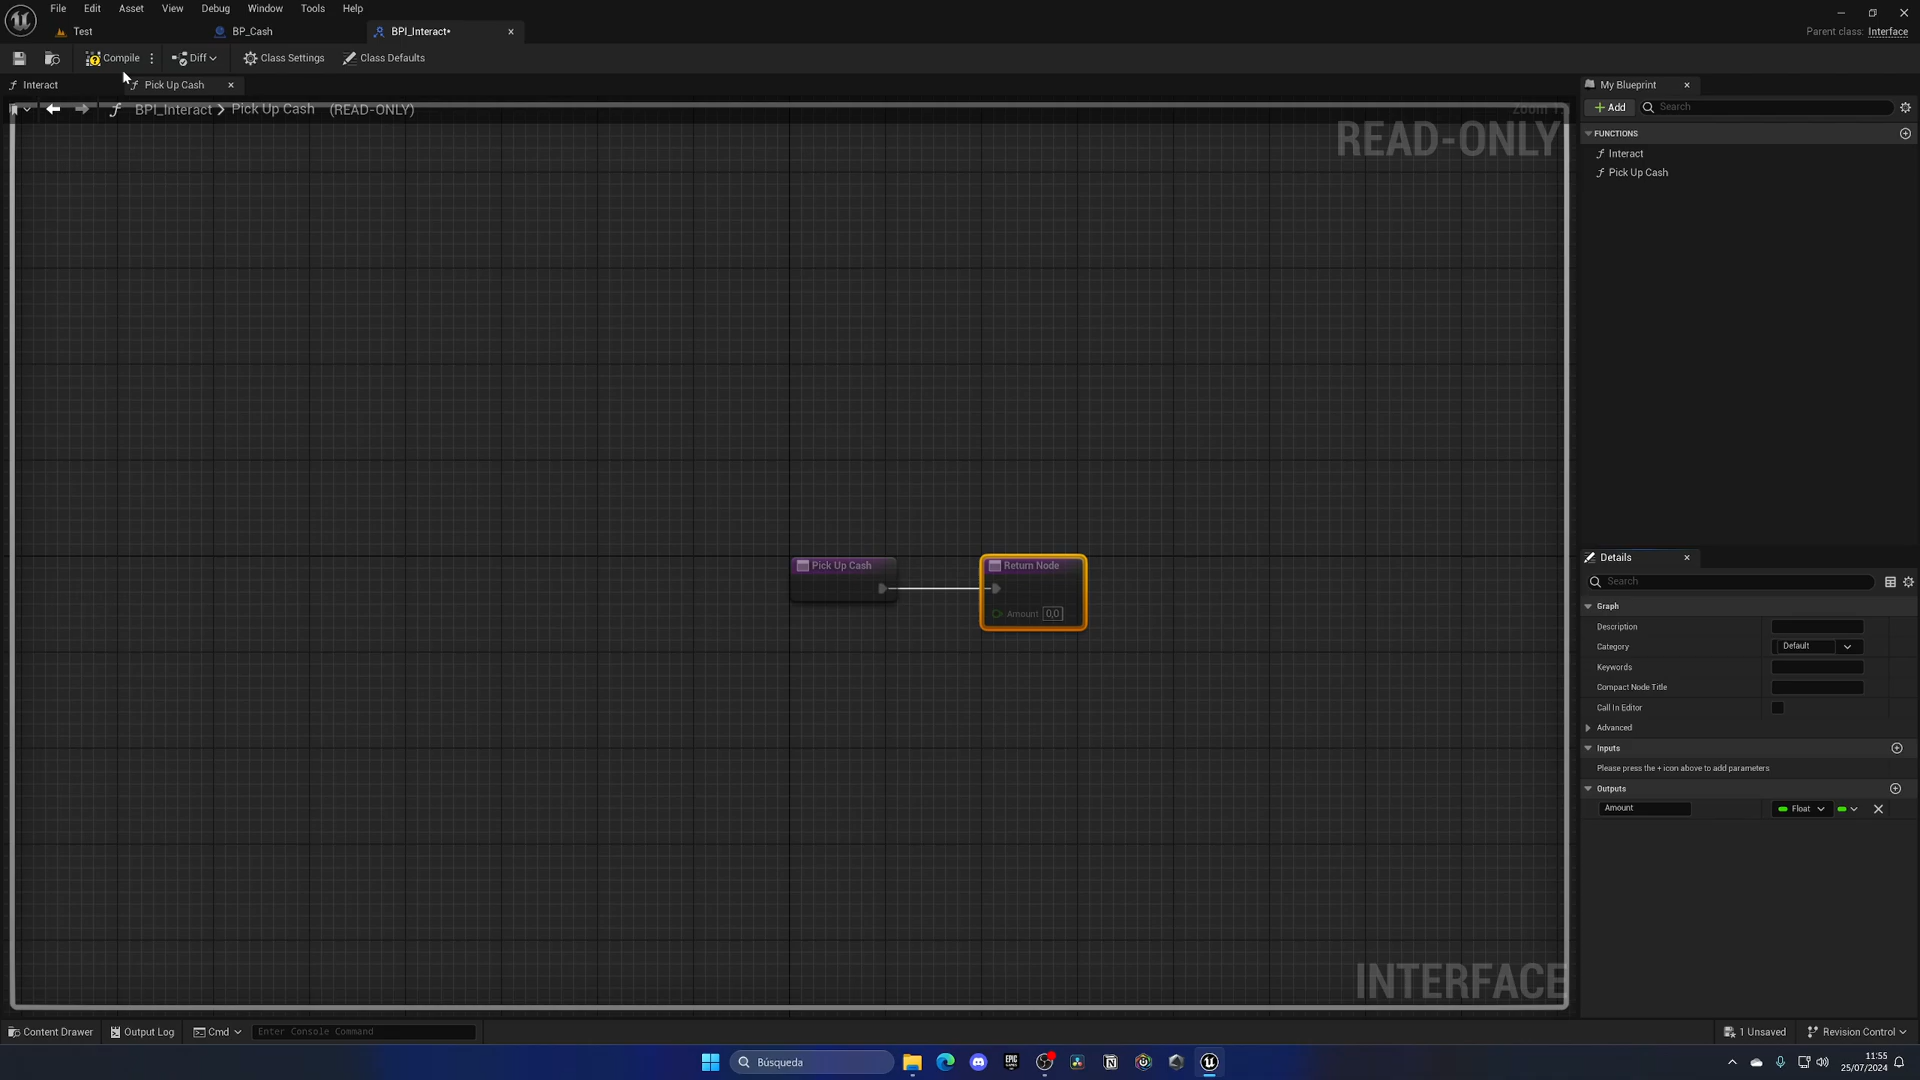 File Edit Asset View Debug Window Tools Help
Test BP_Cash BPI_Interact•
Parent class: Interface
Compile Diff Class Settings Class Defaults
Interact Pick Up Cash
BPI_Interact > Pick Up Cash (READ-ONLY)
READ-ONLY
Pick Up Cash
Return Node
Amount 0,0
INTERFACE
My Blueprint
Add Search
FUNCTIONS
Interact
Pick Up Cash
Details
Search
Graph
Description
Category Default
Keywords
Compact Node Title
Call In Editor
Advanced
Inputs
Please press the + icon above to add parameters
Outputs
Amount Float
Content Drawer Output Log Cmd Enter Console Command
1 Unsaved Revision Control
Búsqueda
EPIC GAMES
11:55
25/07/2024